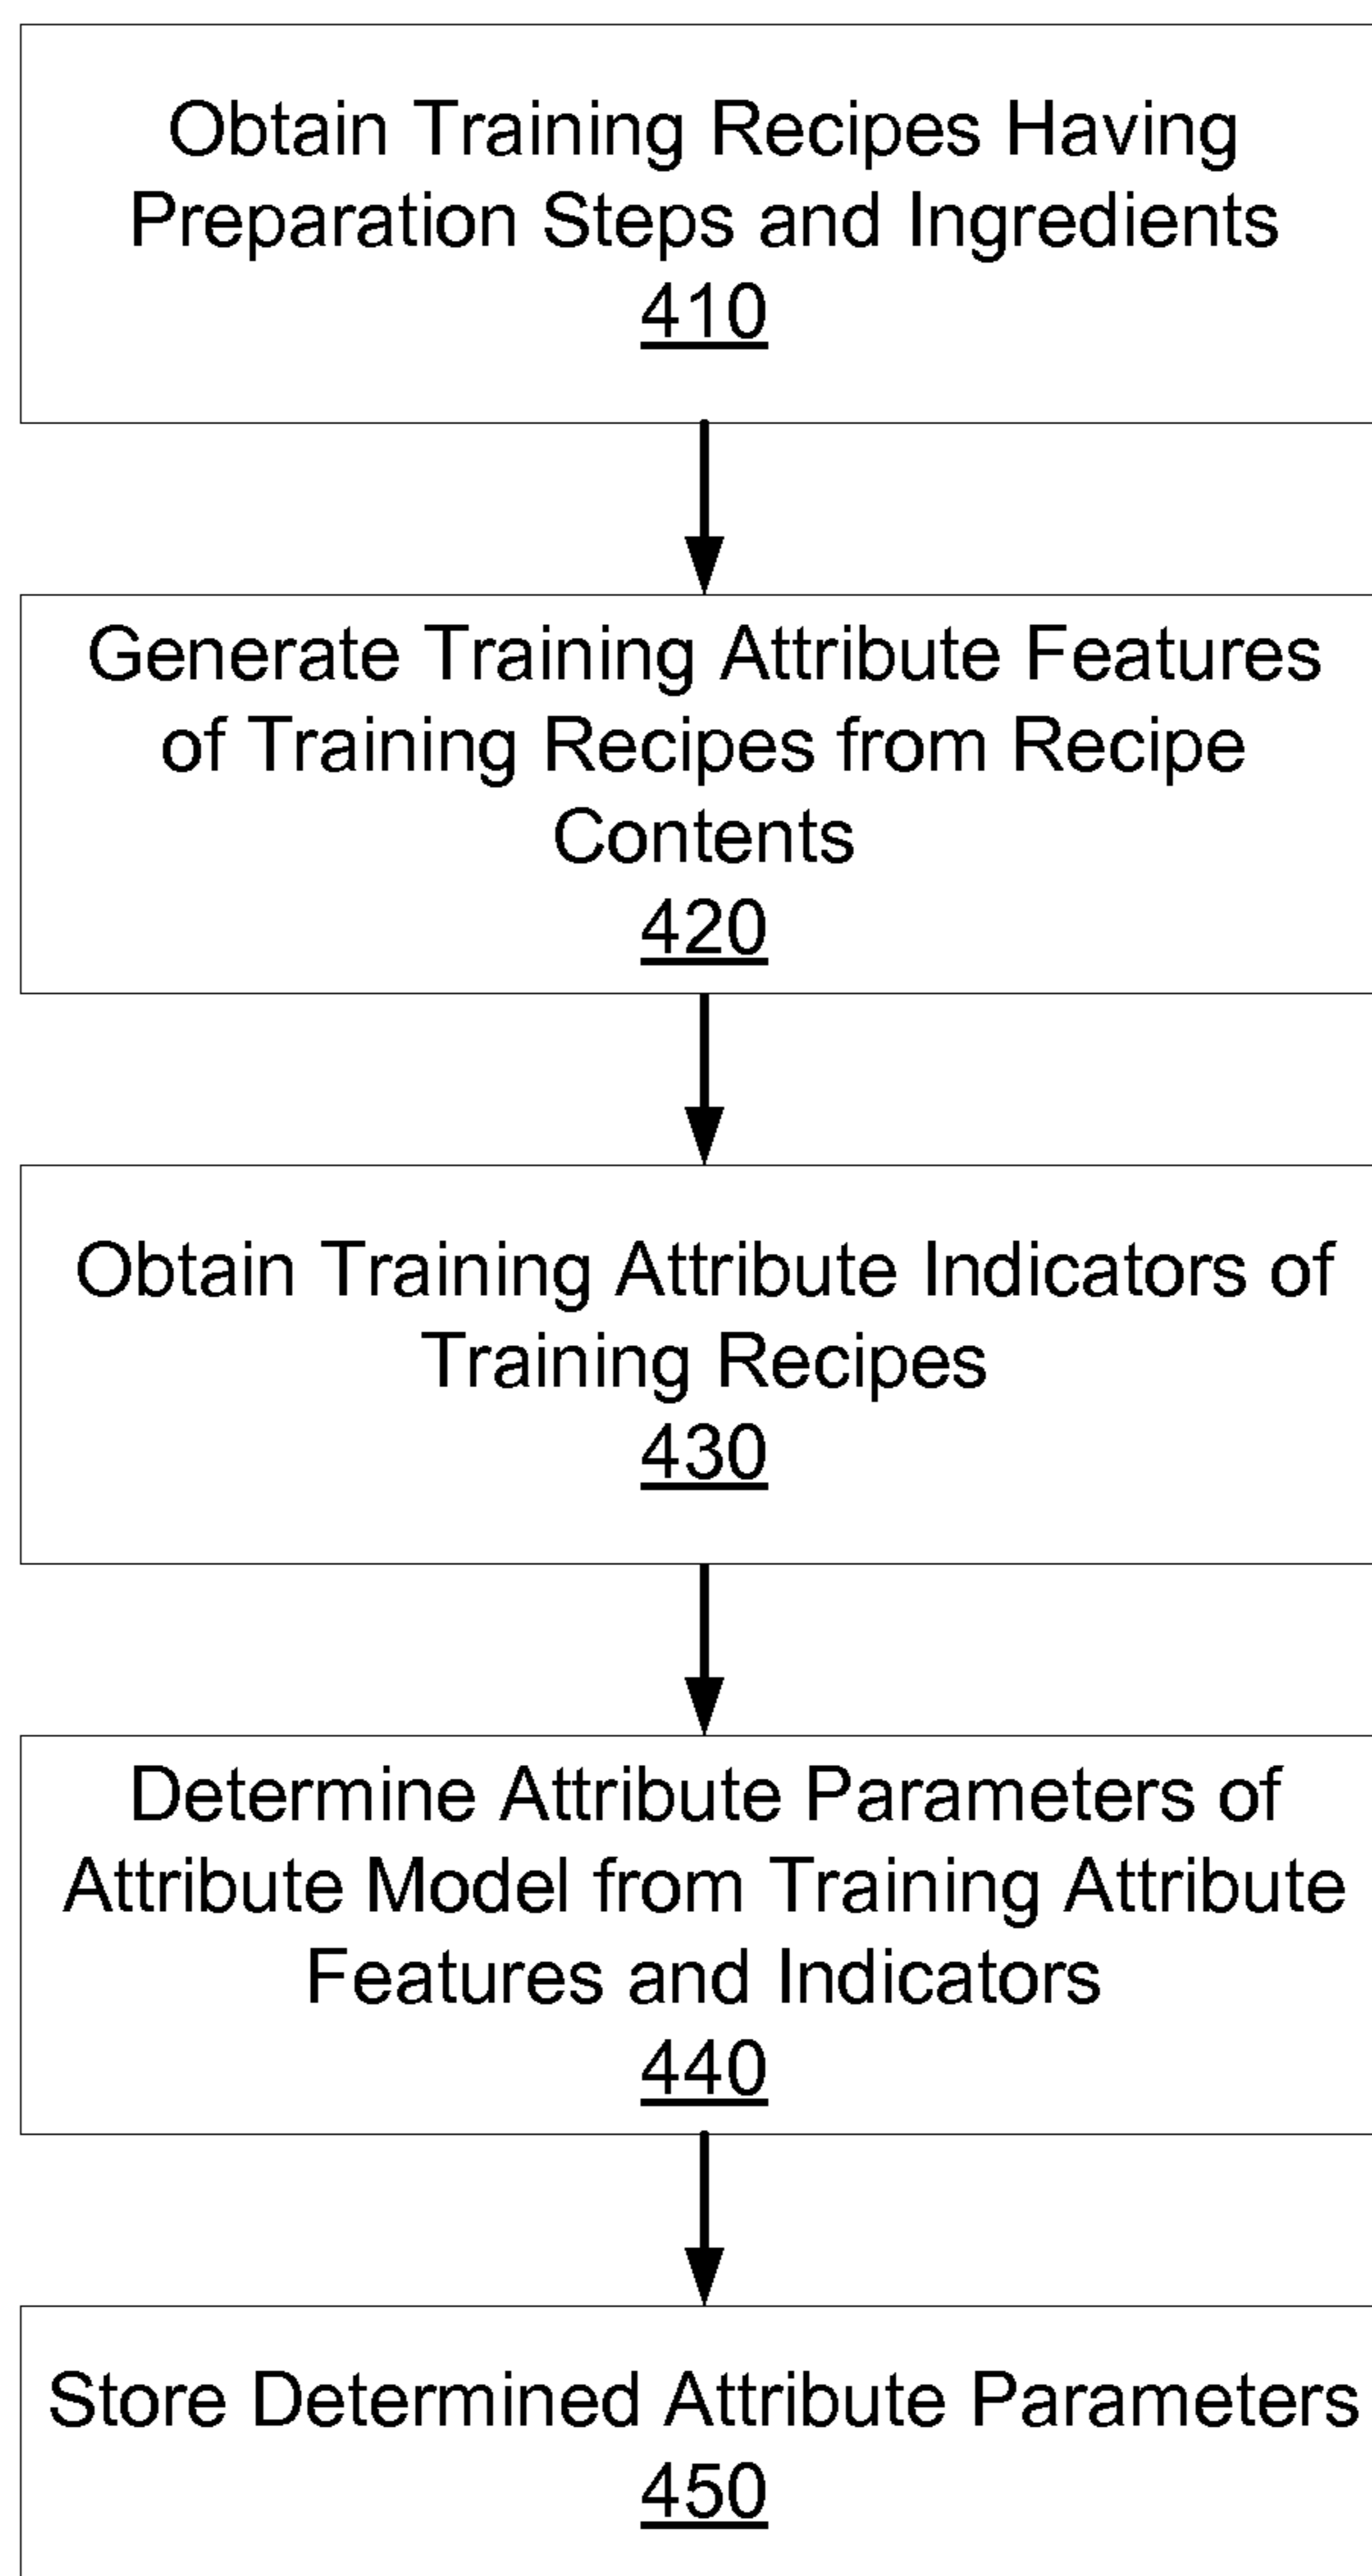 Obtain Training Recipes Having
Preparation Steps and Ingredients
410
Generate Training Attribute Features
of Training Recipes from Recipe
Contents
420
Obtain Training Attribute Indicators of
Training Recipes
430
Determine Attribute Parameters of
Attribute Model from Training Attribute
Features and Indicators
440
Store Determined Attribute Parameters
450